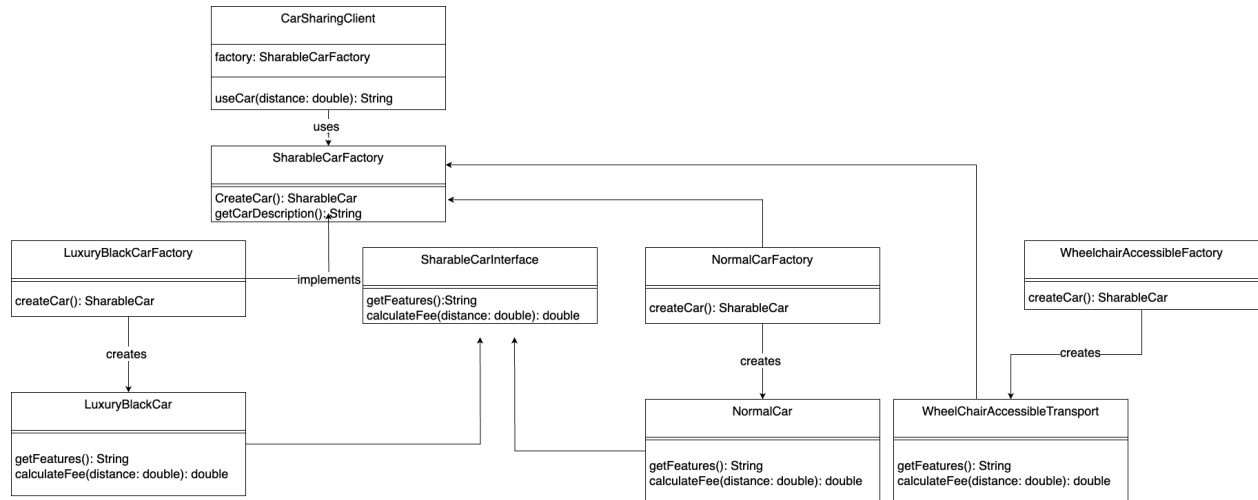 CarSharingClient
factory: SharableCarFactory
useCar(distance: double): String
uses
SharableCarFactory
CreateCar(): SharableCar
getCarDescription(): String
LuxuryBlackCarFactory
createCar(): SharableCar
implements
SharableCarInterface
getFeatures():String
calculateFee(distance: double): double
NormalCarFactory
createCar(): SharableCar
WheelchairAccessibleFactory
createCar(): SharableCar
creates
creates
creates
LuxuryBlackCar
getFeatures(): String
calculateFee(distance: double): double
NormalCar
getFeatures(): String
calculateFee(distance: double): double
WheelChairAccessibleTransport
getFeatures(): String
calculateFee(distance: double): double